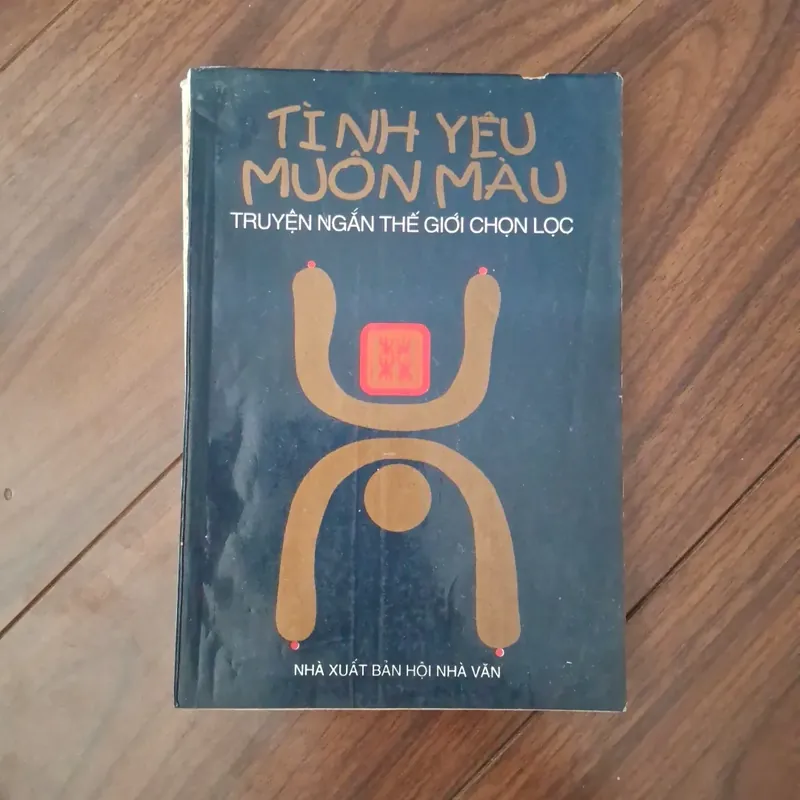 TÌNH YÊU
MUÔN MÀU
TRUYỆN NGẮN THẾ GIỚI CHỌN LỌC
NHÀ XUẤT BẢN HỘI NHÀ VĂN